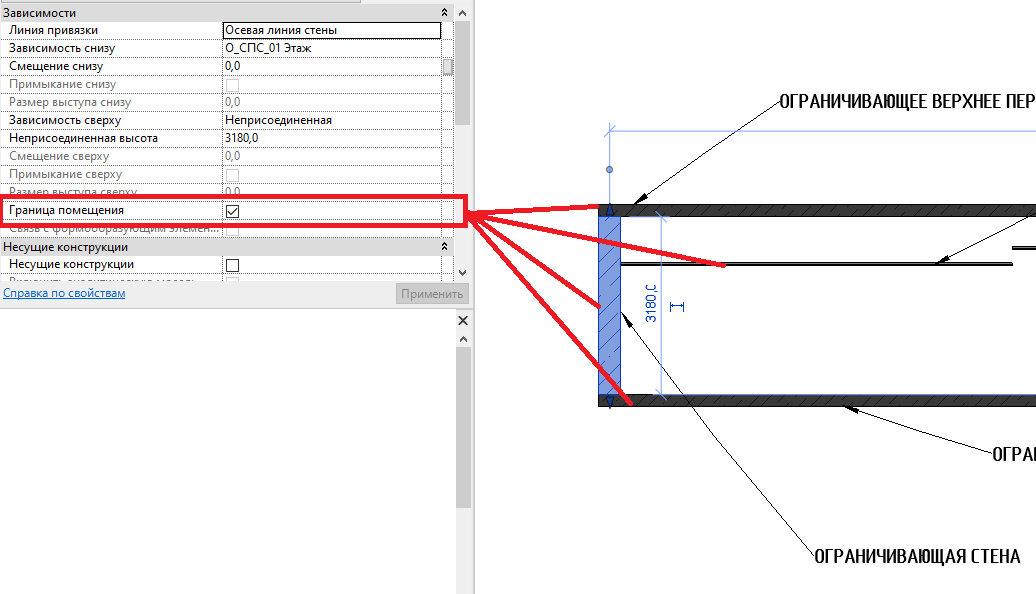 Зависимости
Линия привязки Осевая линия стены
Зависимость снизу О_СПС_01 Этаж
Смещение снизу 0,0
Примыкание снизу
Размер выступа снизу 0,0
Зависимость сверху Неприсоединенная
Неприсоединенная высота 3180,0
Смещение сверху 0,0
Примыкание сверху
Размер выступа сверху 0,0
Граница помещения
Связь с формообразующим элемен...
Несущие конструкции
Несущие конструкции
Справка по свойствам Применить
ОГРАНИЧИВАЮЩЕЕ ВЕРХНЕЕ ПЕР
3180,0
ОГРАН
ОГРАНИЧИВАЮЩАЯ СТЕНА